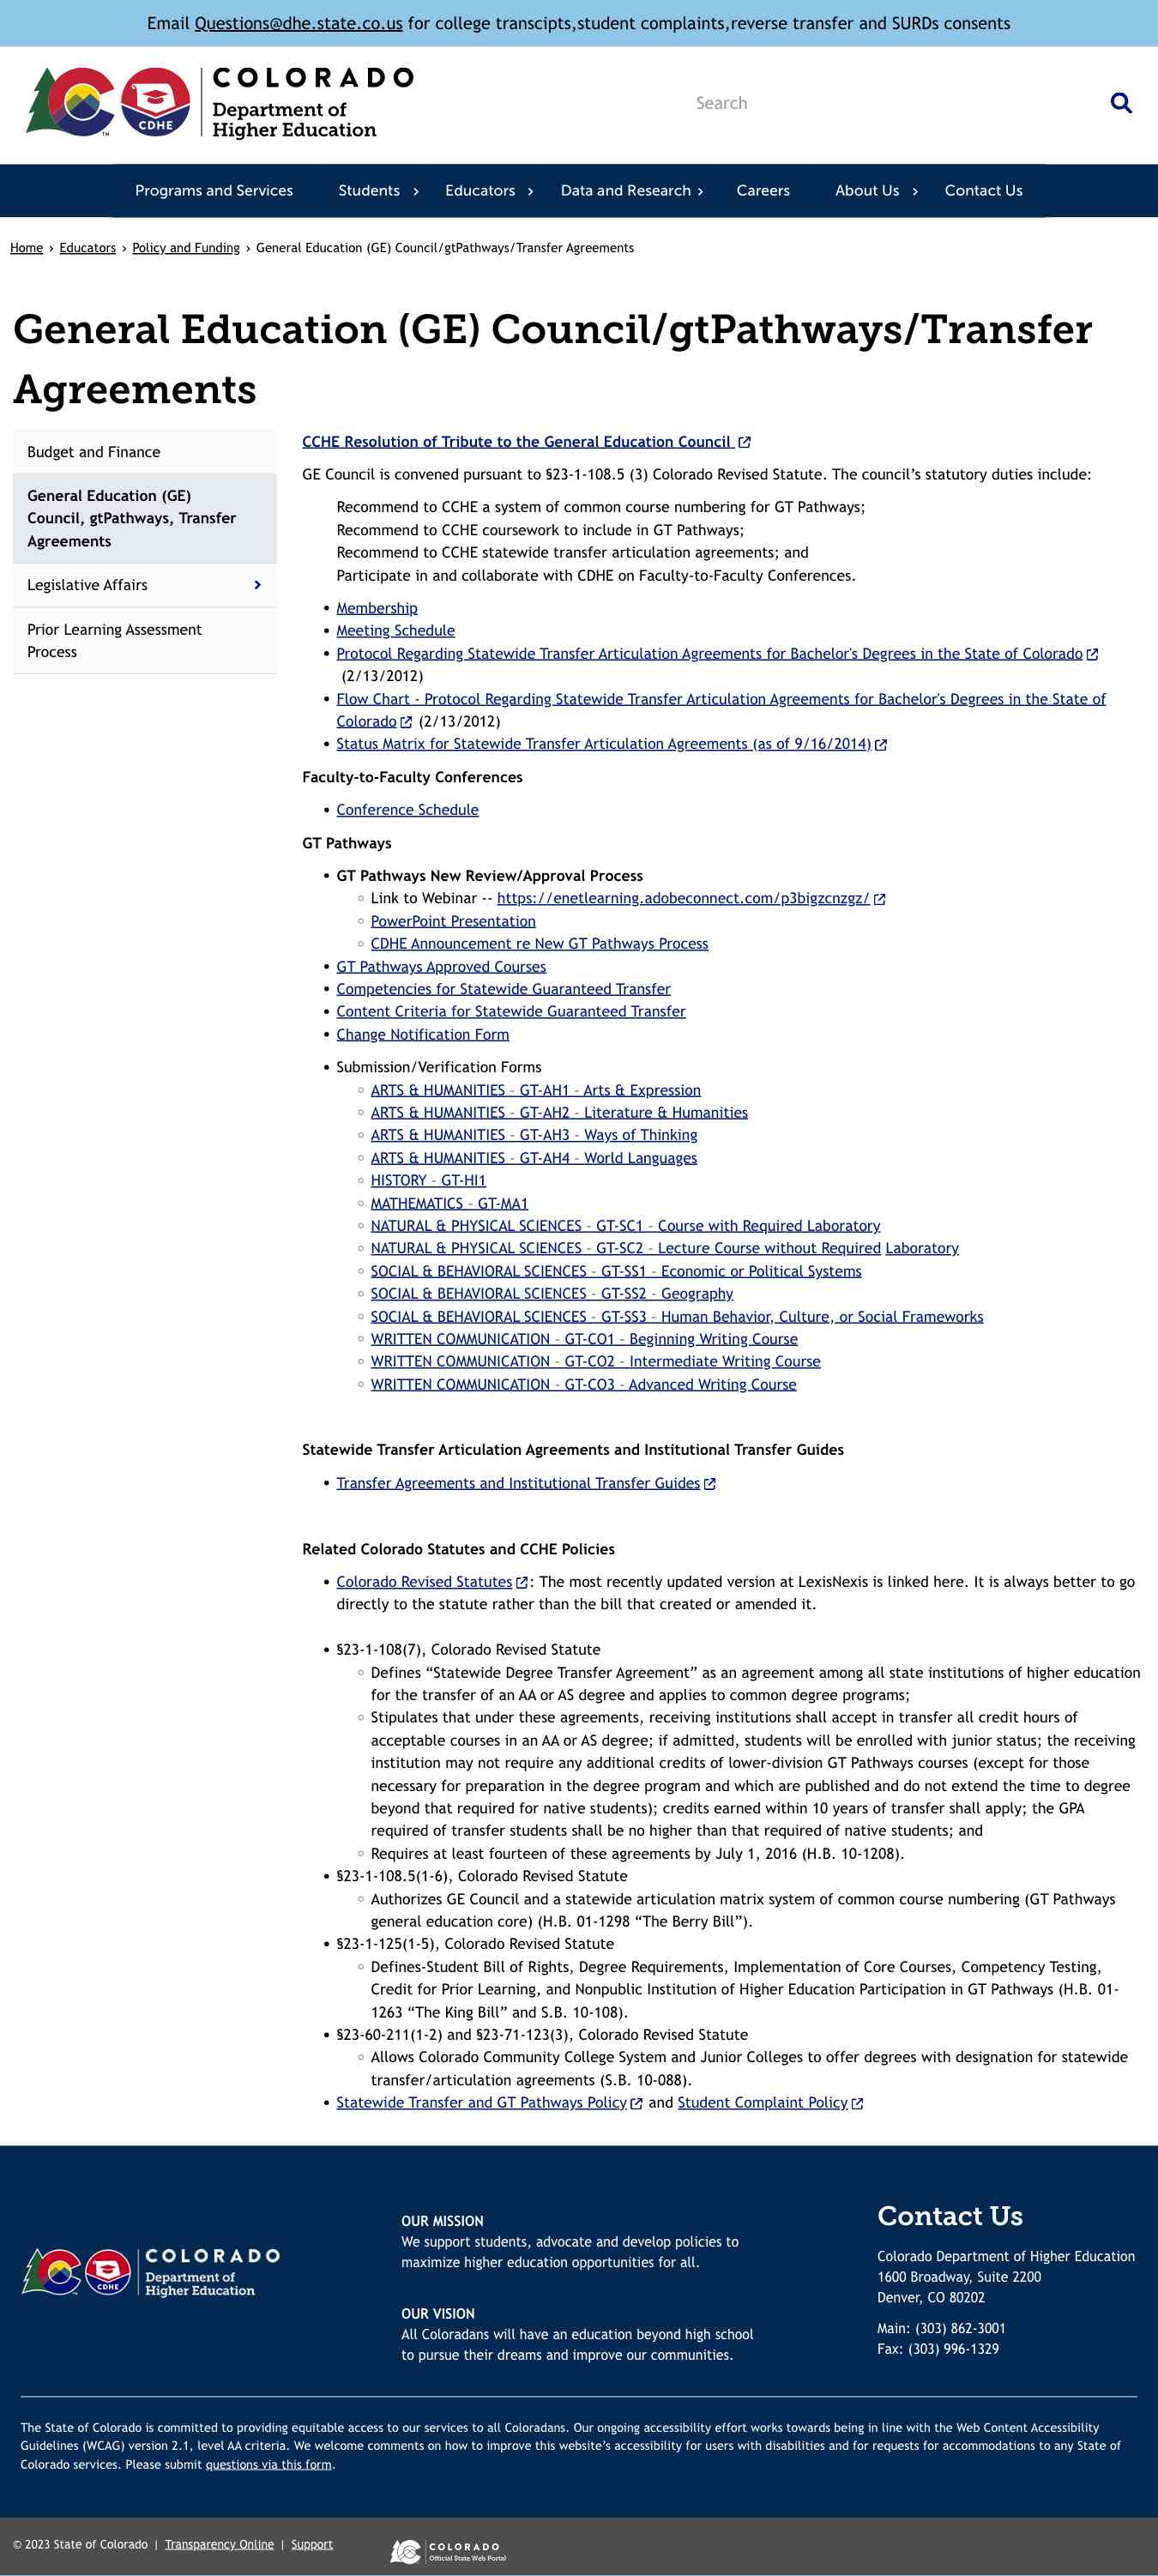 Email Questions@dhe.state.co.us for college transcipts,student complaints,reverse transfer and SURDs consents
COLORADO
Department of
Higher Education
CDHE
TM
Search
Programs and Services Students Educators Data and Research Careers About Us Contact Us
Home › Educators › Policy and Funding › General Education (GE) Council/gtPathways/Transfer Agreements
General Education (GE) Council/gtPathways/Transfer
Agreements
Budget and Finance
General Education (GE)
Council, gtPathways, Transfer
Agreements
Legislative Affairs
Prior Learning Assessment
Process
CCHE Resolution of Tribute to the General Education Council
GE Council is convened pursuant to §23-1-108.5 (3) Colorado Revised Statute. The council’s statutory duties include:
Recommend to CCHE a system of common course numbering for GT Pathways;
Recommend to CCHE coursework to include in GT Pathways;
Recommend to CCHE statewide transfer articulation agreements; and
Participate in and collaborate with CDHE on Faculty-to-Faculty Conferences.
• Membership
• Meeting Schedule
• Protocol Regarding Statewide Transfer Articulation Agreements for Bachelor's Degrees in the State of Colorado
(2/13/2012)
• Flow Chart - Protocol Regarding Statewide Transfer Articulation Agreements for Bachelor's Degrees in the State of
Colorado (2/13/2012)
• Status Matrix for Statewide Transfer Articulation Agreements (as of 9/16/2014)
Faculty-to-Faculty Conferences
• Conference Schedule
GT Pathways
• GT Pathways New Review/Approval Process
○ Link to Webinar -- https://enetlearning.adobeconnect.com/p3bigzcnzgz/
○ PowerPoint Presentation
○ CDHE Announcement re New GT Pathways Process
• GT Pathways Approved Courses
• Competencies for Statewide Guaranteed Transfer
• Content Criteria for Statewide Guaranteed Transfer
• Change Notification Form
• Submission/Verification Forms
○ ARTS & HUMANITIES – GT-AH1 – Arts & Expression
○ ARTS & HUMANITIES – GT-AH2 – Literature & Humanities
○ ARTS & HUMANITIES – GT-AH3 – Ways of Thinking
○ ARTS & HUMANITIES – GT-AH4 – World Languages
○ HISTORY – GT-HI1
○ MATHEMATICS – GT-MA1
○ NATURAL & PHYSICAL SCIENCES – GT-SC1 – Course with Required Laboratory
○ NATURAL & PHYSICAL SCIENCES – GT-SC2 – Lecture Course without Required Laboratory
○ SOCIAL & BEHAVIORAL SCIENCES – GT-SS1 – Economic or Political Systems
○ SOCIAL & BEHAVIORAL SCIENCES – GT-SS2 – Geography
○ SOCIAL & BEHAVIORAL SCIENCES – GT-SS3 – Human Behavior, Culture, or Social Frameworks
○ WRITTEN COMMUNICATION – GT-CO1 – Beginning Writing Course
○ WRITTEN COMMUNICATION – GT-CO2 – Intermediate Writing Course
○ WRITTEN COMMUNICATION – GT-CO3 – Advanced Writing Course
Statewide Transfer Articulation Agreements and Institutional Transfer Guides
• Transfer Agreements and Institutional Transfer Guides
Related Colorado Statutes and CCHE Policies
• Colorado Revised Statutes : The most recently updated version at LexisNexis is linked here. It is always better to go
directly to the statute rather than the bill that created or amended it.
• §23-1-108(7), Colorado Revised Statute
○ Defines “Statewide Degree Transfer Agreement” as an agreement among all state institutions of higher education
for the transfer of an AA or AS degree and applies to common degree programs;
○ Stipulates that under these agreements, receiving institutions shall accept in transfer all credit hours of
acceptable courses in an AA or AS degree; if admitted, students will be enrolled with junior status; the receiving
institution may not require any additional credits of lower-division GT Pathways courses (except for those
necessary for preparation in the degree program and which are published and do not extend the time to degree
beyond that required for native students); credits earned within 10 years of transfer shall apply; the GPA
required of transfer students shall be no higher than that required of native students; and
○ Requires at least fourteen of these agreements by July 1, 2016 (H.B. 10-1208).
• §23-1-108.5(1-6), Colorado Revised Statute
○ Authorizes GE Council and a statewide articulation matrix system of common course numbering (GT Pathways
general education core) (H.B. 01-1298 “The Berry Bill”).
• §23-1-125(1-5), Colorado Revised Statute
○ Defines-Student Bill of Rights, Degree Requirements, Implementation of Core Courses, Competency Testing,
Credit for Prior Learning, and Nonpublic Institution of Higher Education Participation in GT Pathways (H.B. 01-
1263 “The King Bill” and S.B. 10-108).
• §23-60-211(1-2) and §23-71-123(3), Colorado Revised Statute
○ Allows Colorado Community College System and Junior Colleges to offer degrees with designation for statewide
transfer/articulation agreements (S.B. 10-088).
• Statewide Transfer and GT Pathways Policy and Student Complaint Policy
COLORADO
Department of
Higher Education
CDHE
OUR MISSION
We support students, advocate and develop policies to
maximize higher education opportunities for all.
OUR VISION
All Coloradans will have an education beyond high school
to pursue their dreams and improve our communities.
Contact Us
Colorado Department of Higher Education
1600 Broadway, Suite 2200
Denver, CO 80202
Main: (303) 862-3001
Fax: (303) 996-1329
The State of Colorado is committed to providing equitable access to our services to all Coloradans. Our ongoing accessibility effort works towards being in line with the Web Content Accessibility
Guidelines (WCAG) version 2.1, level AA criteria. We welcome comments on how to improve this website’s accessibility for users with disabilities and for requests for accommodations to any State of
Colorado services. Please submit questions via this form.
© 2023 State of Colorado | Transparency Online | Support
COLORADO
Official State Web Portal